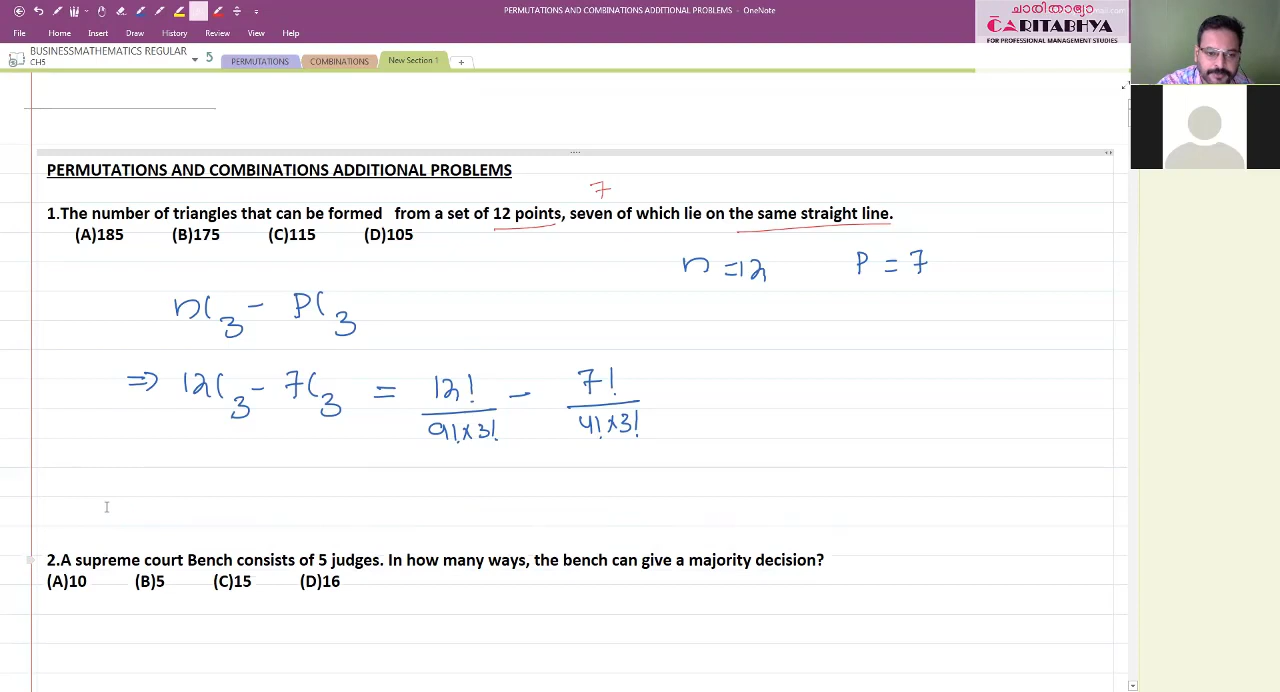 PERMUTATIONS AND COMBINATIONS ADDITIONAL PROBLEMS - OneNote
ചാരിതാഭ്യാ
CARITABHYA
FOR PROFESSIONAL MANAGEMENT STUDIES
File Home Insert Draw History Review View Help
BUSINESSMATHEMATICS REGULAR
CH5
PERMUTATIONS COMBINATIONS New Section 1
PERMUTATIONS AND COMBINATIONS ADDITIONAL PROBLEMS
7
1.The number of triangles that can be formed from a set of 12 points, seven of which lie on the same straight line.
(A)185 (B)175 (C)115 (D)105
n = 12 P = 7
nC3 - PC3
⇒ 12C3 - 7C3 = 12!/9!×3! - 7!/4!×3!
2.A supreme court Bench consists of 5 judges. In how many ways, the bench can give a majority decision?
(A)10 (B)5 (C)15 (D)16